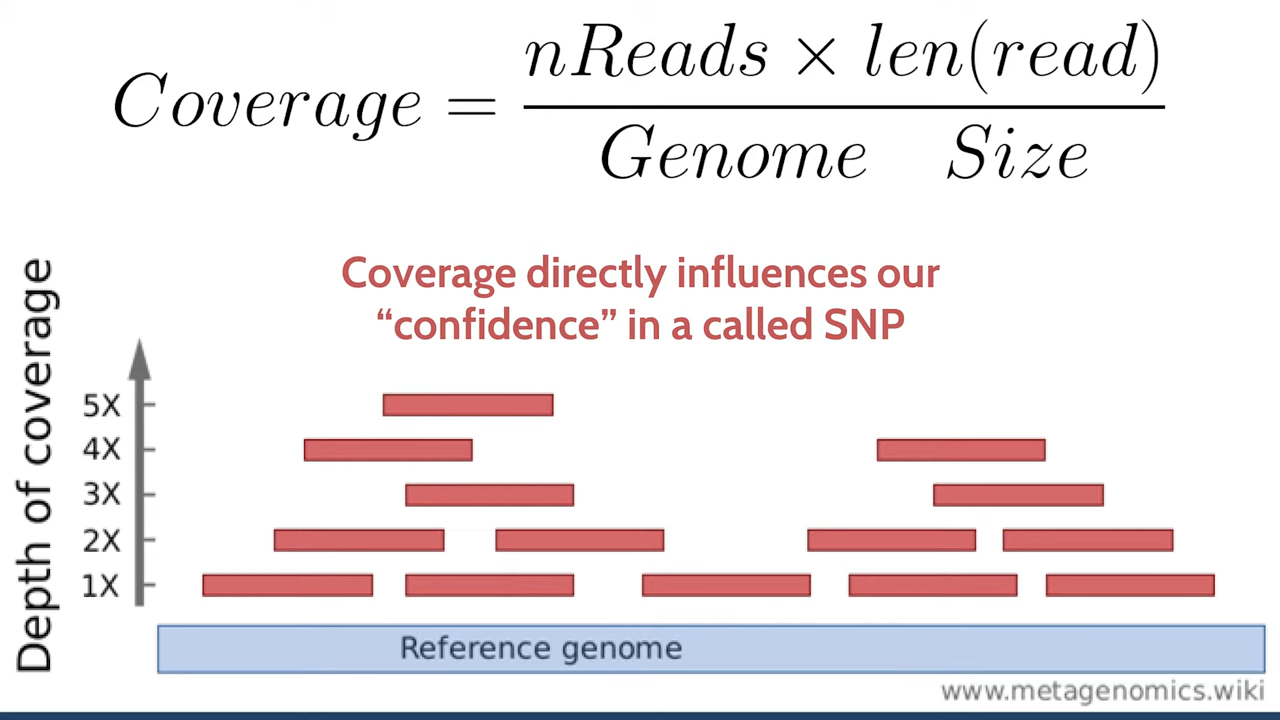 Coverage = nReads × len(read) / Genome Size
Coverage directly influences our
“confidence” in a called SNP
Depth of coverage
5X
4X
3X
2X
1X
Reference genome
www.metagenomics.wiki